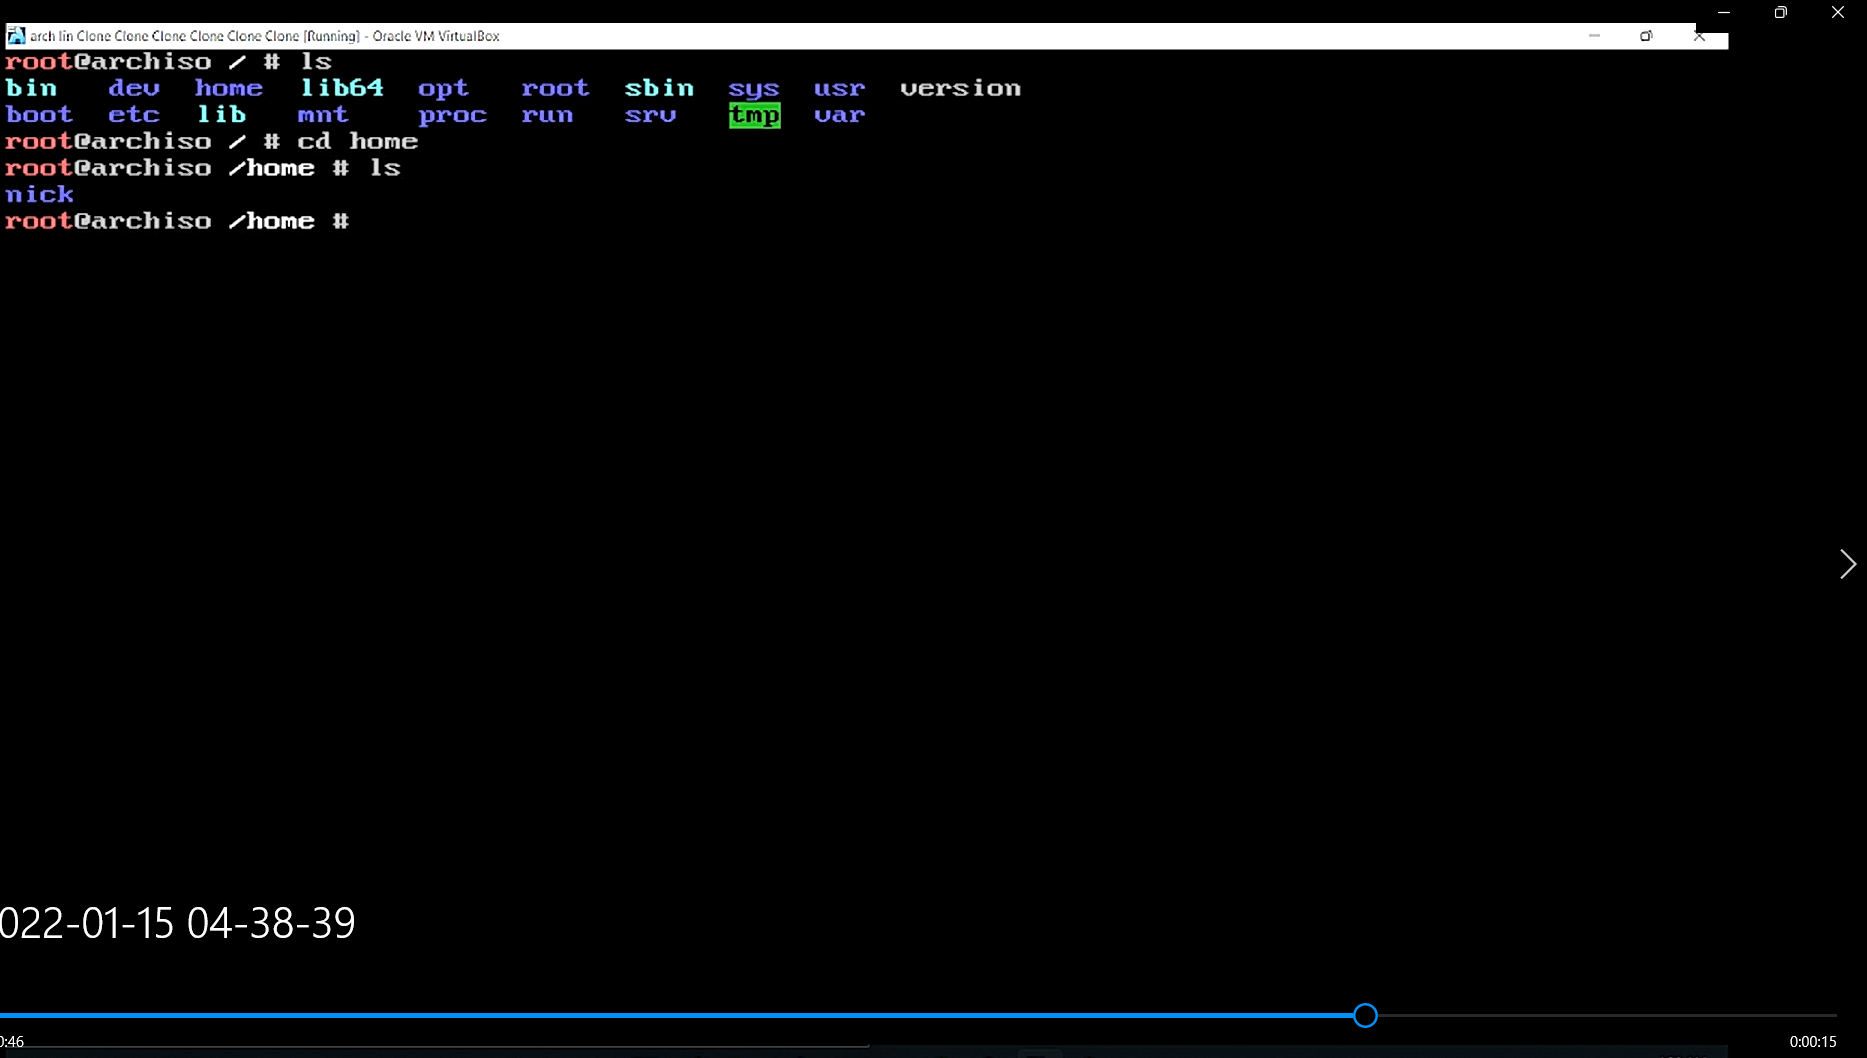 arch lin Clone Clone Clone Clone Clone Clone [Running] - Oracle VM VirtualBox
root@archiso / # ls
bin dev home lib64 opt root sbin sys usr version
boot etc lib mnt proc run srv tmp var
root@archiso / # cd home
root@archiso /home # ls
nick
root@archiso /home #
022-01-15 04-38-39
0:46
0:00:15